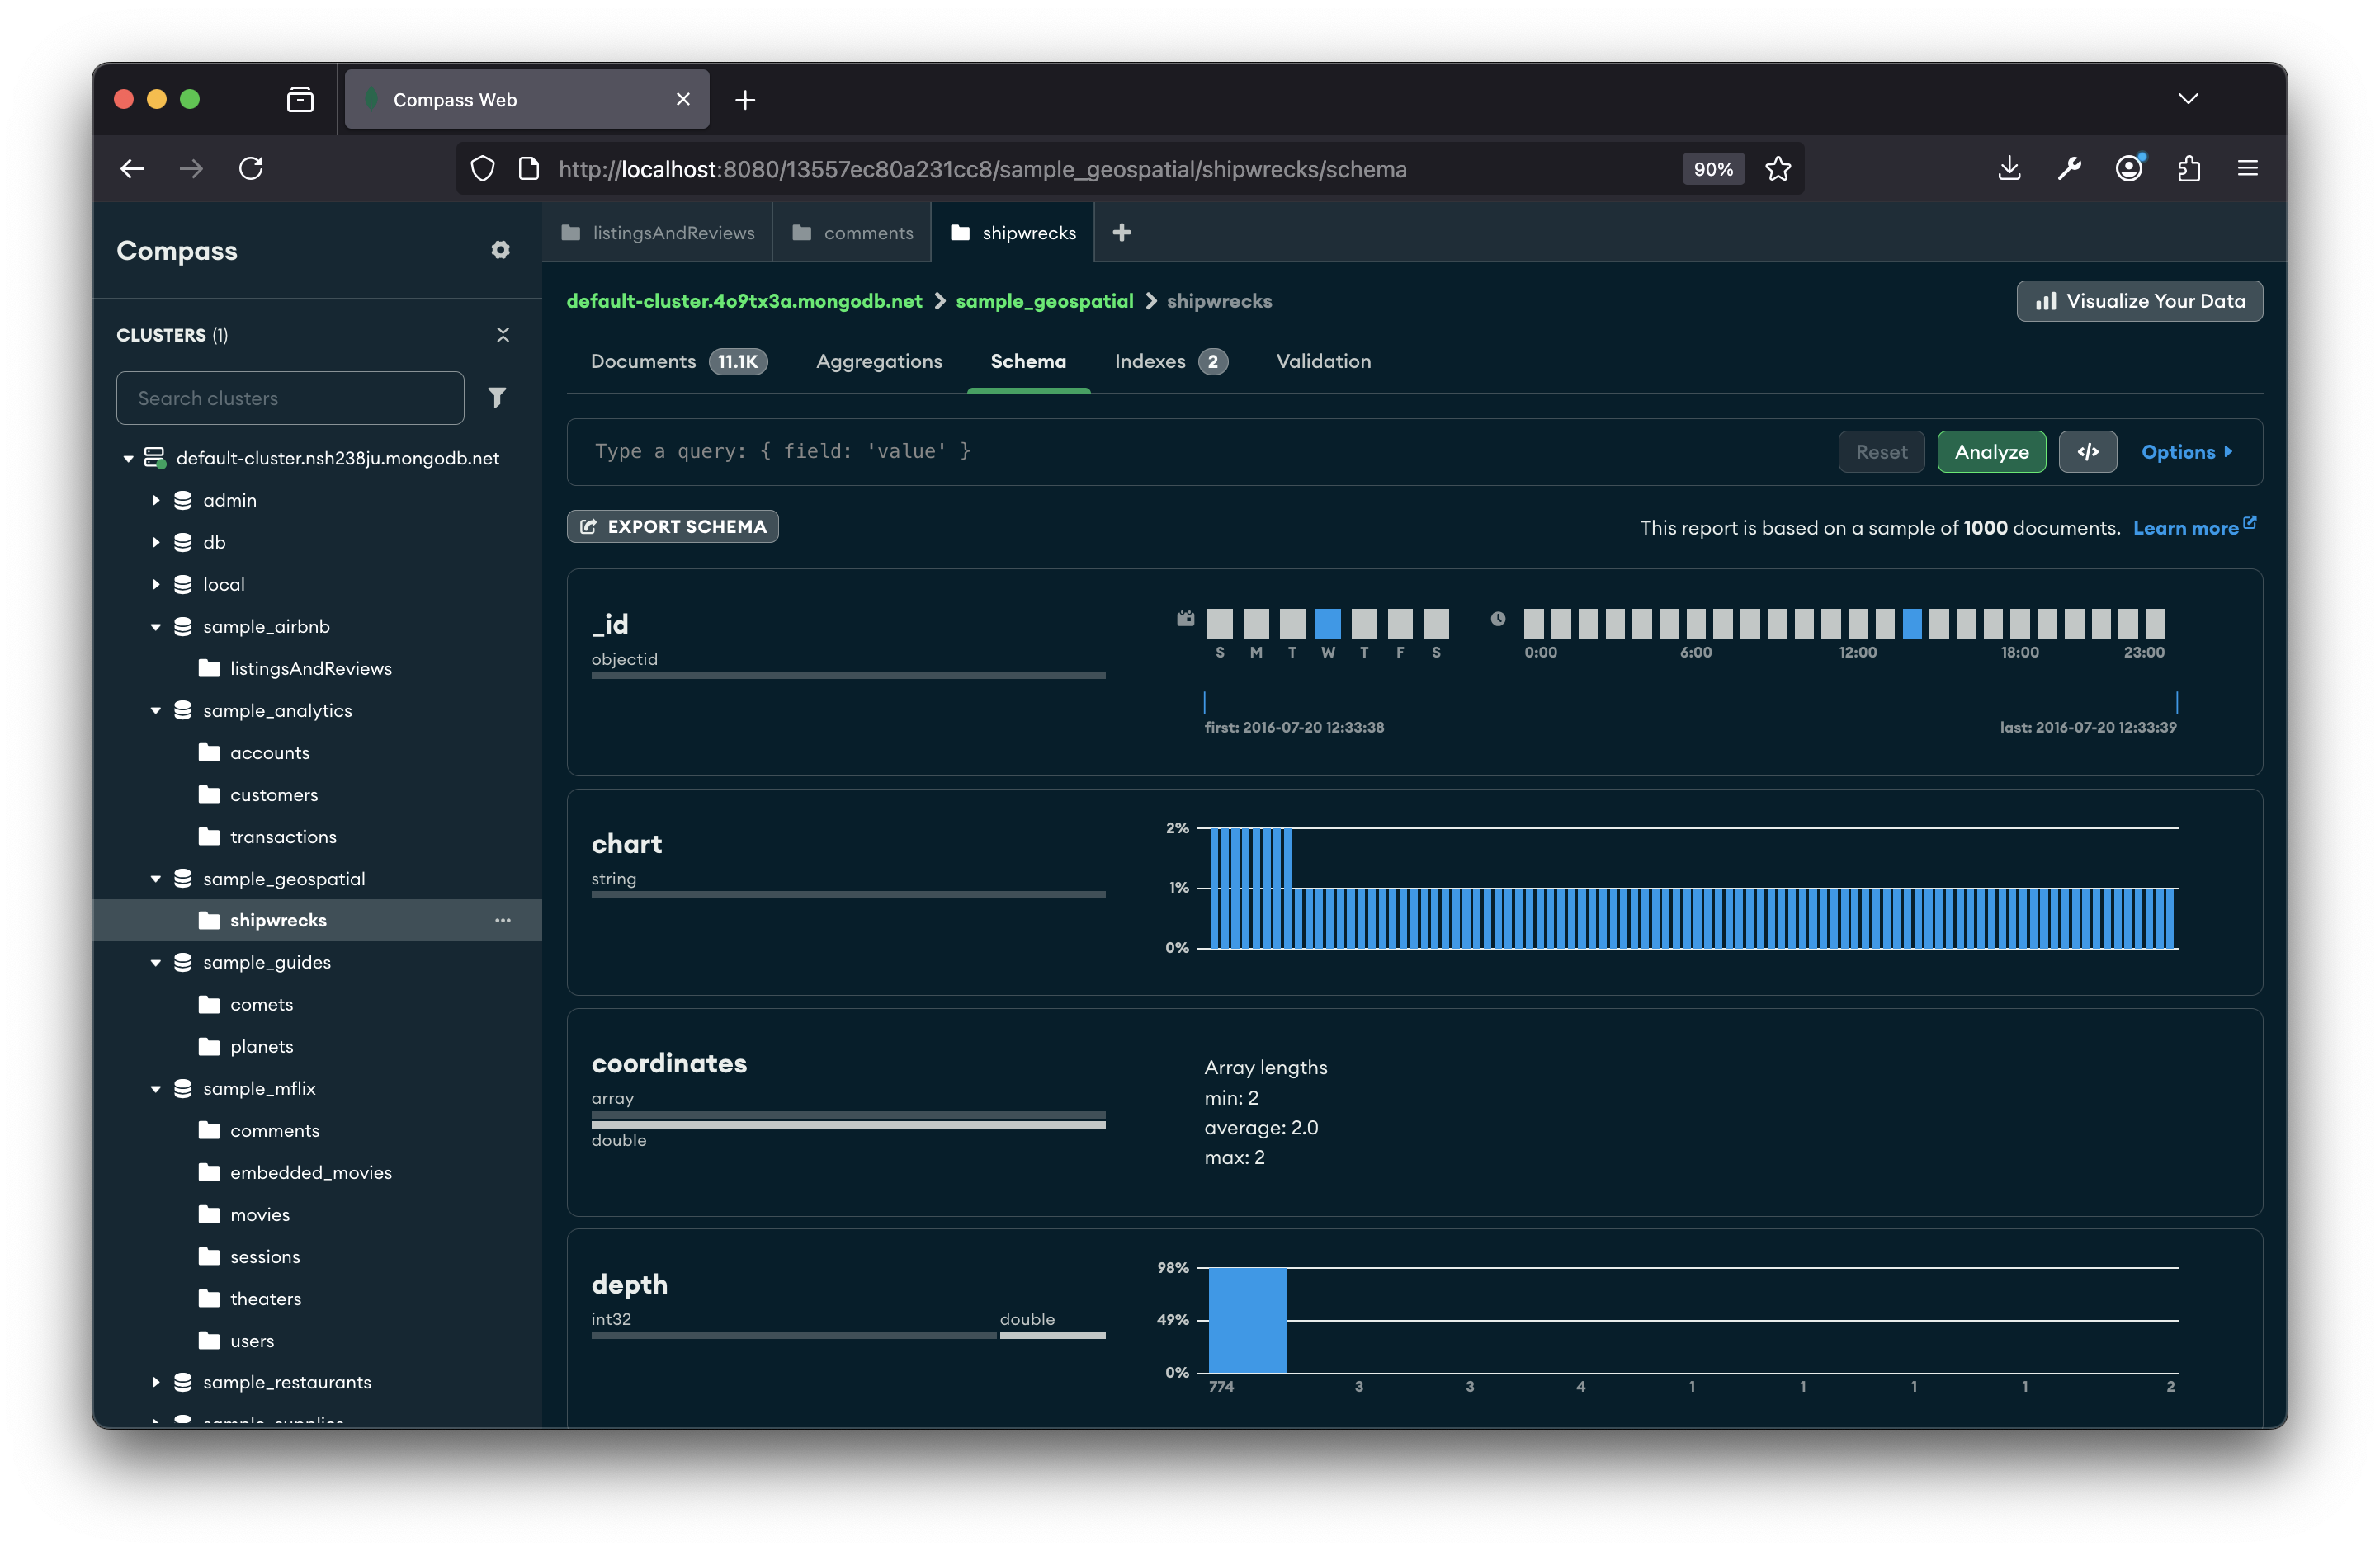 Compass Web
http://localhost:8080/13557ec80a231cc8/sample_geospatial/shipwrecks/schema
90%
Compass
CLUSTERS (1)
Search clusters
default-cluster.nsh238ju.mongodb.net
admin
db
local
sample_airbnb
listingsAndReviews
sample_analytics
accounts
customers
transactions
sample_geospatial
shipwrecks
sample_guides
comets
planets
sample_mflix
comments
embedded_movies
movies
sessions
theaters
users
sample_restaurants
listingsAndReviews
comments
shipwrecks
default-cluster.4o9tx3a.mongodb.net
sample_geospatial
shipwrecks
Visualize Your Data
Documents 11.1K
Aggregations
Schema
Indexes 2
Validation
Type a query: { field: 'value' }
Reset
Analyze
</>
Options
EXPORT SCHEMA
This report is based on a sample of 1000 documents. Learn more
_id
objectid
S M T W T F S
0:00 6:00 12:00 18:00 23:00
first: 2016-07-20 12:33:38
last: 2016-07-20 12:33:39
chart
string
2%
1%
0%
coordinates
array
double
Array lengths
min: 2
average: 2.0
max: 2
depth
int32
double
98%
49%
0%
774 3 3 4 1 1 1 1 2